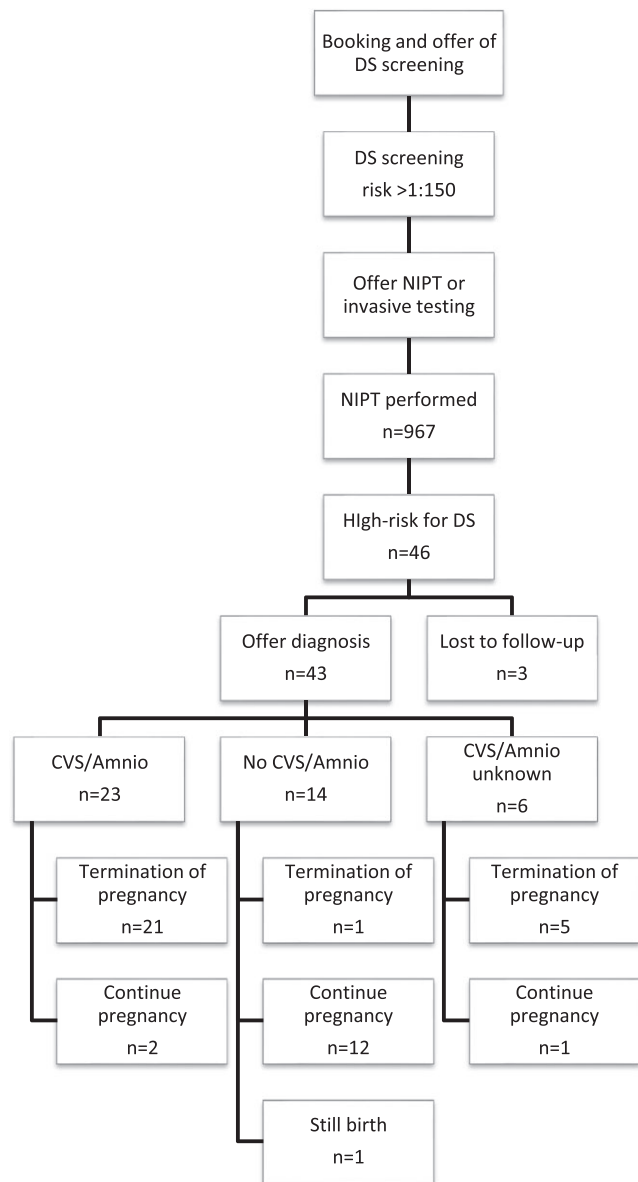 Booking and offer of
DS screening
DS screening
risk >1:150
Offer NIPT or
invasive testing
NIPT performed
n=967
HIgh-risk for DS
n=46
Offer diagnosis
n=43
Lost to follow-up
n=3
CVS/Amnio
n=23
No CVS/Amnio
n=14
CVS/Amnio
unknown
n=6
Termination of
pregnancy
n=21
Termination of
pregnancy
n=1
Termination of
pregnancy
n=5
Continue
pregnancy
n=2
Continue
pregnancy
n=12
Continue
pregnancy
n=1
Still birth
n=1